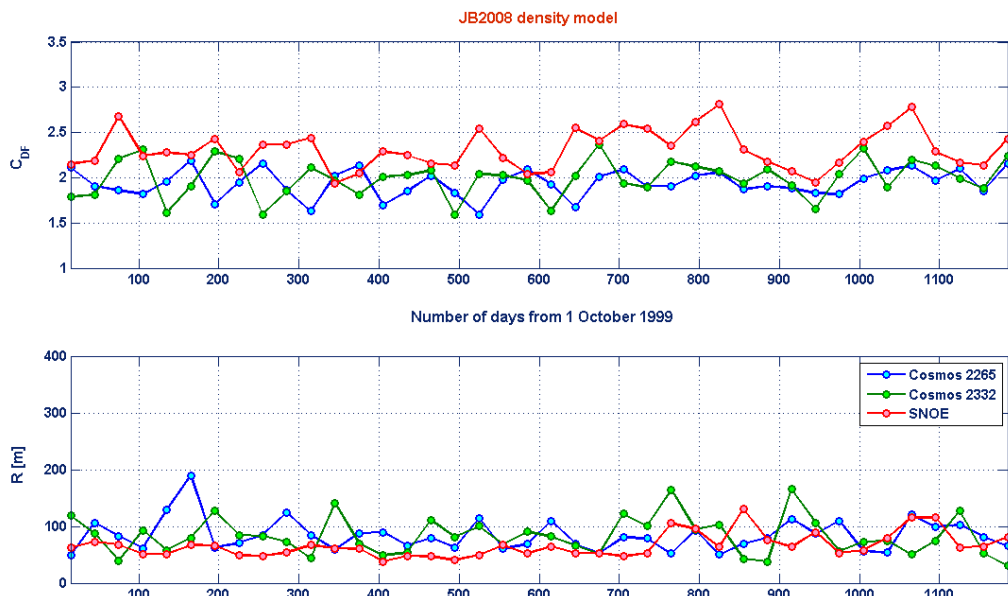 JB2008 density model
3.5
3
2.5
2
1.5
1
C_DF
100 200 300 400 500 600 700 800 900 1000 1100
Number of days from 1 October 1999
400
300
200
100
0
R [m]
Cosmos 2265
Cosmos 2332
SNOE
100 200 300 400 500 600 700 800 900 1000 1100